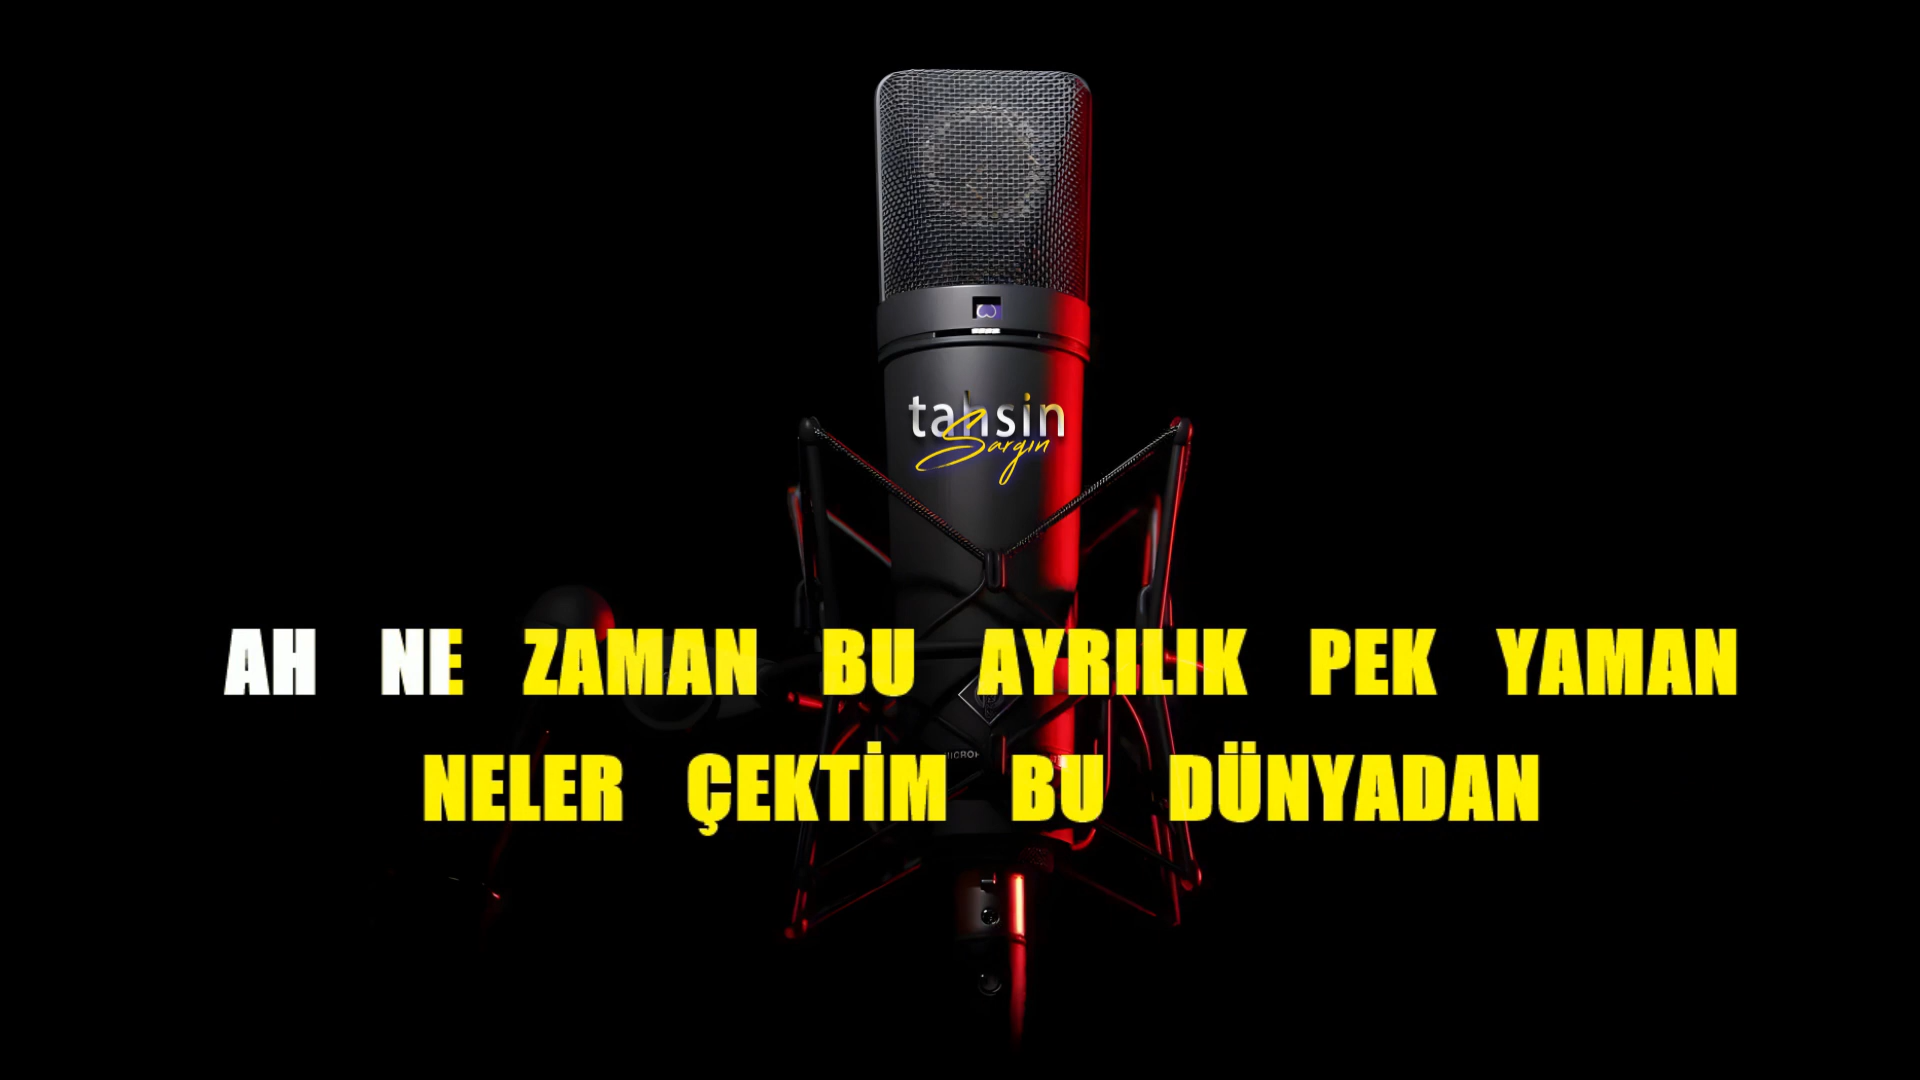 tahsin
Sargın
AH NE ZAMAN BU AYRILIK PEK YAMAN
NELER ÇEKTİM BU DÜNYADAN